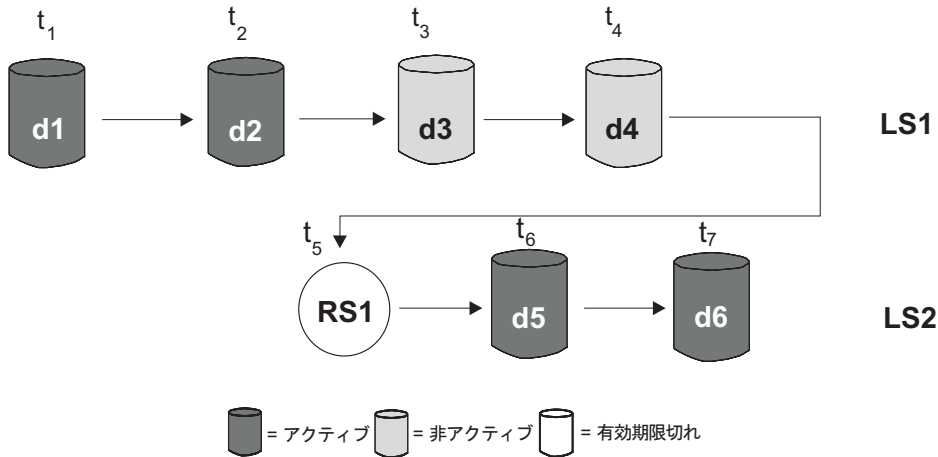 t1 t2 t3 t4
d1 d2 d3 d4 LS1
t5 t6 t7
RS1 d5 d6 LS2
= アクティブ = 非アクティブ = 有効期限切れ